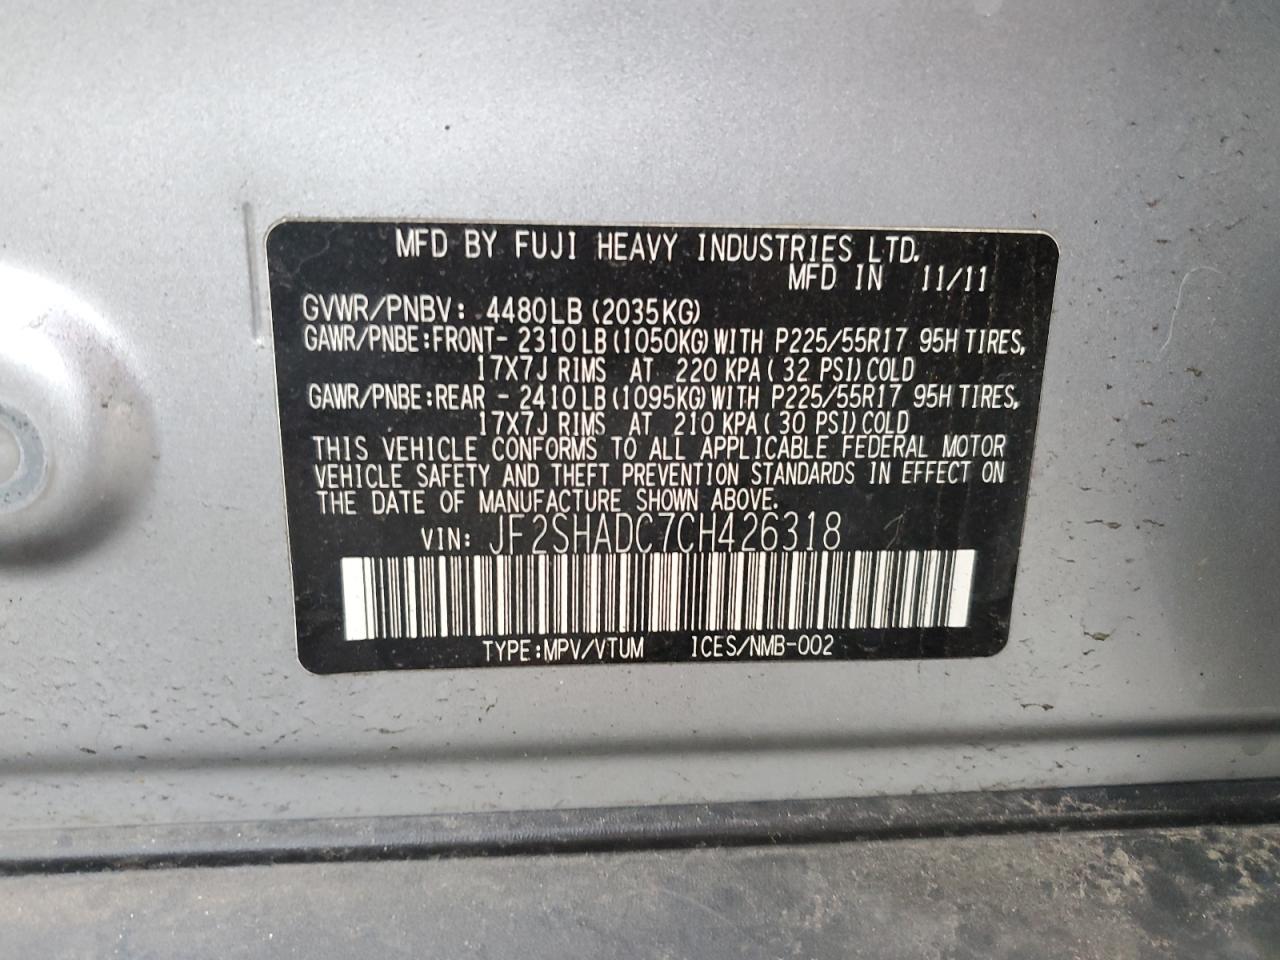 MFD BY FUJI HEAVY INDUSTRIES LTD.
MFD IN 11/11
GVWR/PNBV: 4480LB (2035KG)
GAWR/PNBE:FRONT- 2310LB (1050KG) WITH P225/55R17 95H TIRES,
17X7J RIMS AT 220 KPA ( 32 PSI) COLD
GAWR/PNBE:REAR - 2410LB (1095KG) WITH P225/55R17 95H TIRES,
17X7J RIMS AT 210 KPA ( 30 PSI) COLD
THIS VEHICLE CONFORMS TO ALL APPLICABLE FEDERAL MOTOR
VEHICLE SAFETY AND THEFT PREVENTION STANDARDS IN EFFECT ON
THE DATE OF MANUFACTURE SHOWN ABOVE.
VIN: JF2SHADC7CH426318
TYPE:MPV/VTUM ICES/NMB-002